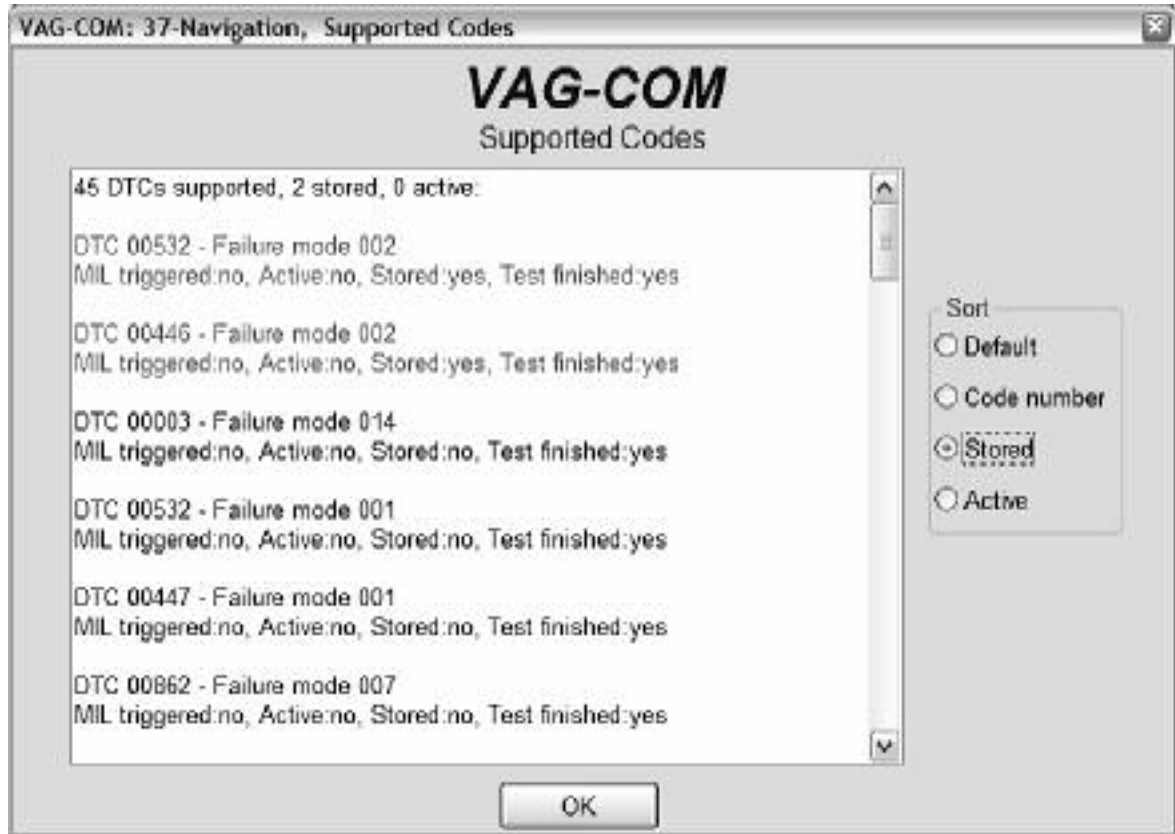 VAG-COM: 37-Navigation, Supported Codes
VAG-COM
Supported Codes
45 DTCs supported, 2 stored, 0 active:
DTC 00532 - Failure mode 002
MIL triggered:no, Active:no, Stored:yes, Test finished:yes
DTC 00446 - Failure mode 002
MIL triggered:no, Active:no, Stored:yes, Test finished:yes
DTC 00003 - Failure mode 014
MIL triggered:no, Active:no, Stored:no, Test finished:yes
DTC 00532 - Failure mode 001
MIL triggered:no, Active:no, Stored:no, Test finished:yes
DTC 00447 - Failure mode 001
MIL triggered:no, Active:no, Stored:no, Test finished:yes
DTC 00862 - Failure mode 007
MIL triggered:no, Active:no, Stored:no, Test finished:yes
Sort
Default
Code number
Stored
Active
OK